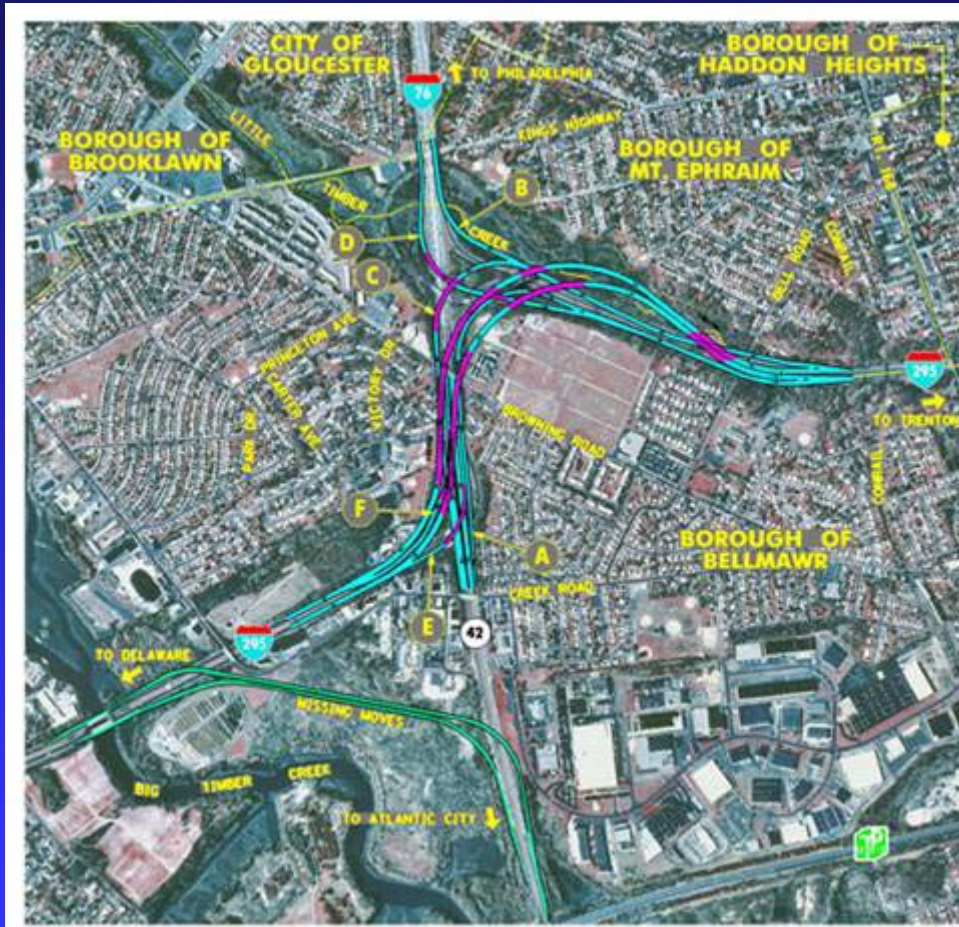 CITY OF
GLOUCESTER
BOROUGH OF
HADDON HEIGHTS
TO PHILADELPHIA
76
LITTLE
KINGS HIGHWAY
BOROUGH OF
BROOKLAWN
BOROUGH OF
MT. EPHRAIM
RT. 168
TIMBER
B
CREEK
D
C
BELL ROAD
CONRAIL
PRINCETON AVE
CARTER AVE
VICTORY DR
PARK DR
295
TO TRENTON
BROWNING ROAD
CONRAIL
F
A
BOROUGH OF
BELLMAWR
CREEK ROAD
E
42
295
TO DELAWARE
MISSING MOVES
BIG TIMBER CREEK
TO ATLANTIC CITY